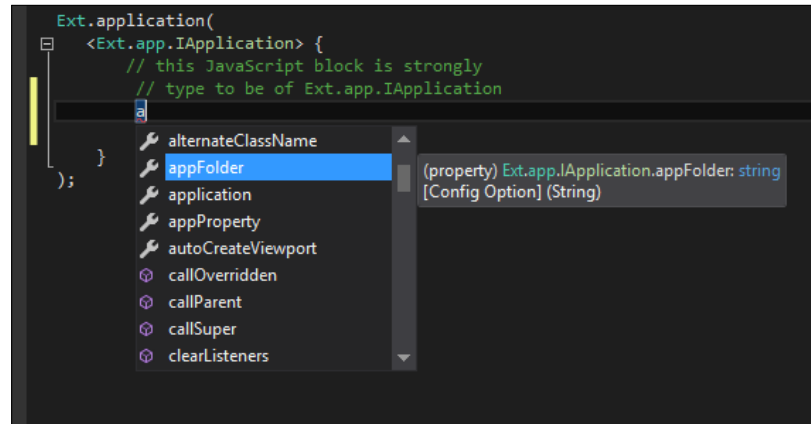 Ext.application(
<Ext.app.IApplication> {
// this JavaScript block is strongly
// type to be of Ext.app.IApplication
a
alternateClassName
appFolder
(property) Ext.app.IApplication.appFolder: string
application
[Config Option] (String)
appProperty
autoCreateViewport
callOverridden
callParent
callSuper
clearListeners
}
);